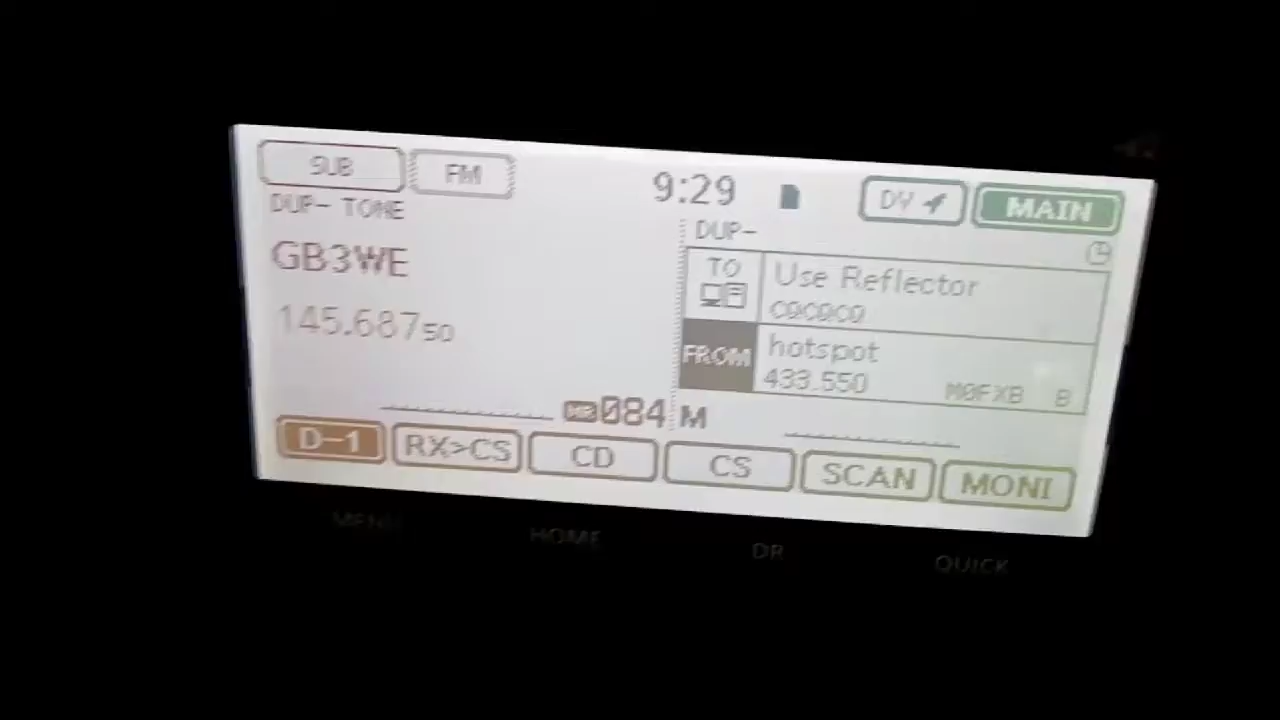 SUB FM 9:29 DV MAIN
DUP- TONE
DUP-
GB3WE
TO Use Reflector
CQCQCQ
145.68750
FROM hotspot
433.550 M0FXB B
084 M
D-1 RX>CS CD CS SCAN MONI
MENU HOME DR QUICK